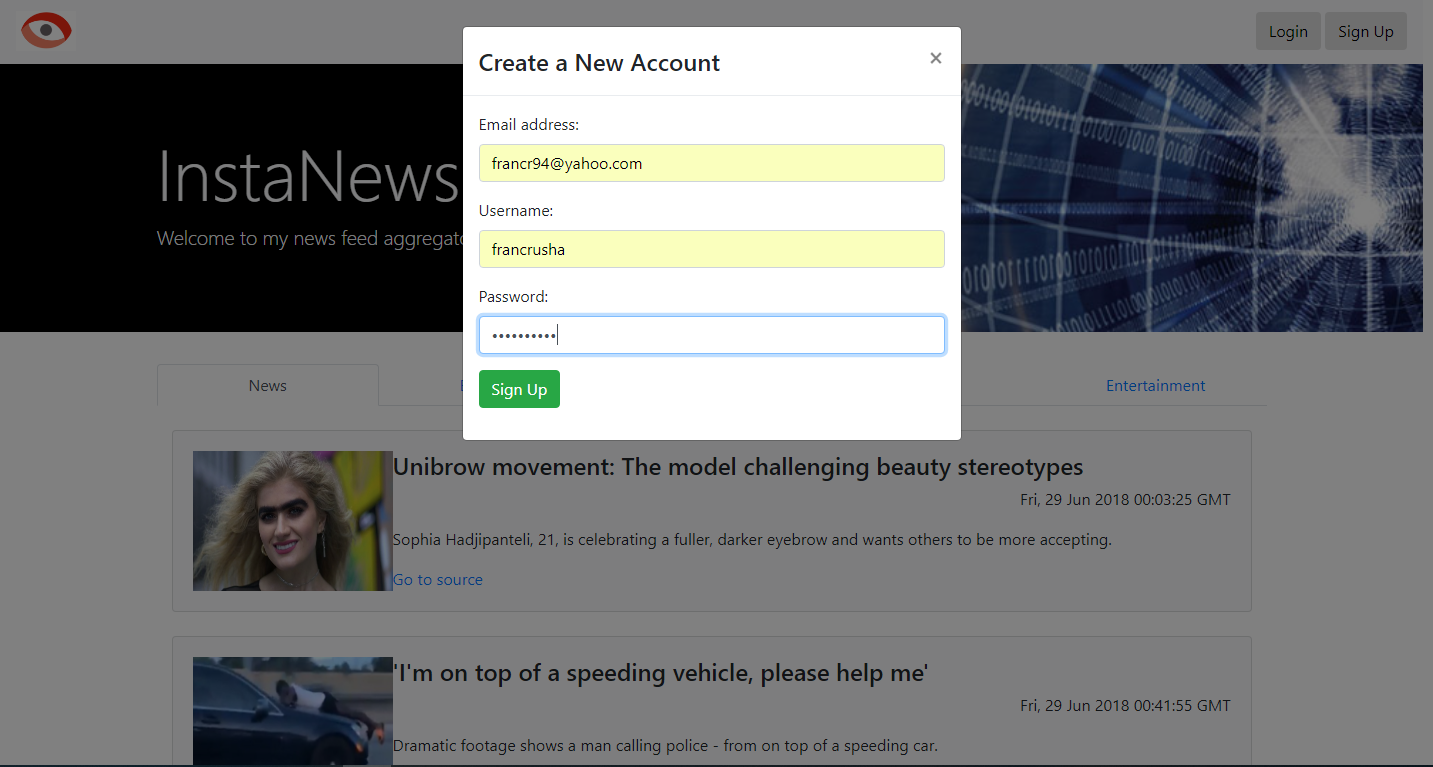 Login
Sign Up
Create a New Account
×
Email address:
francr94@yahoo.com
Username:
francrusha
Password:
••••••••••
Sign Up
InstaNews
Welcome to my news feed
News
Entertainment
Unibrow movement: The model challenging beauty stereotypes
Fri, 29 Jun 2018 00:03:25 GMT
Sophia Hadjipanteli, 21, is celebrating a fuller, darker eyebrow and wants others to be more accepting.
Go to source
'I'm on top of a speeding vehicle, please help me'
Fri, 29 Jun 2018 00:41:55 GMT
Dramatic footage shows a man calling police - from on top of a speeding car.